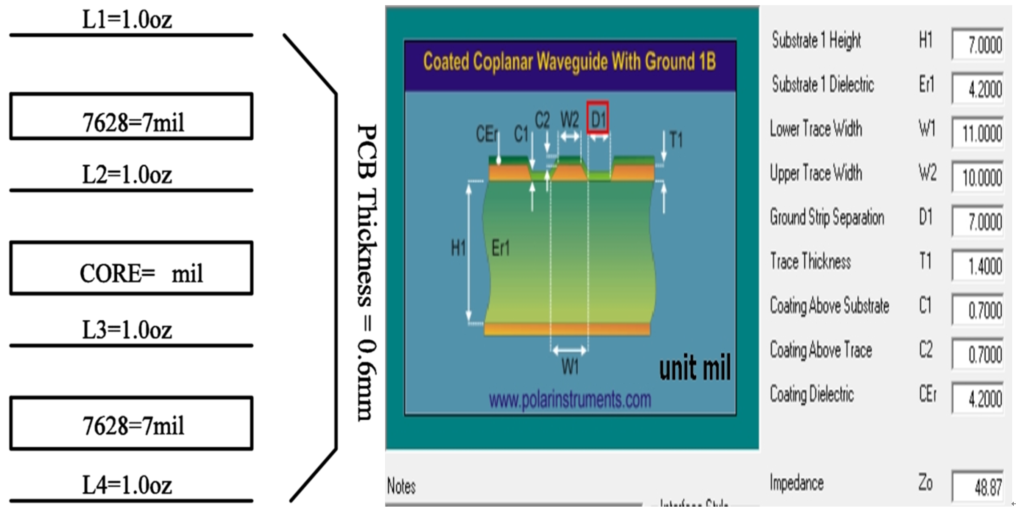 L1=1.0oz
7628=7mil
L2=1.0oz
CORE= mil
L3=1.0oz
7628=7mil
L4=1.0oz
PCB Thickness = 0.6mm
Coated Coplanar Waveguide With Ground 1B
CEr C1 C2 W2 D1 T1
H1 Er1
W1
unit mil
www.polarinstruments.com
Notes
Interface Style
Substrate 1 Height H1 7.0000
Substrate 1 Dielectric Er1 4.2000
Lower Trace Width W1 11.0000
Upper Trace Width W2 10.0000
Ground Strip Separation D1 7.0000
Trace Thickness T1 1.4000
Coating Above Substrate C1 0.7000
Coating Above Trace C2 0.7000
Coating Dielectric CEr 4.2000
Impedance Zo 48.87